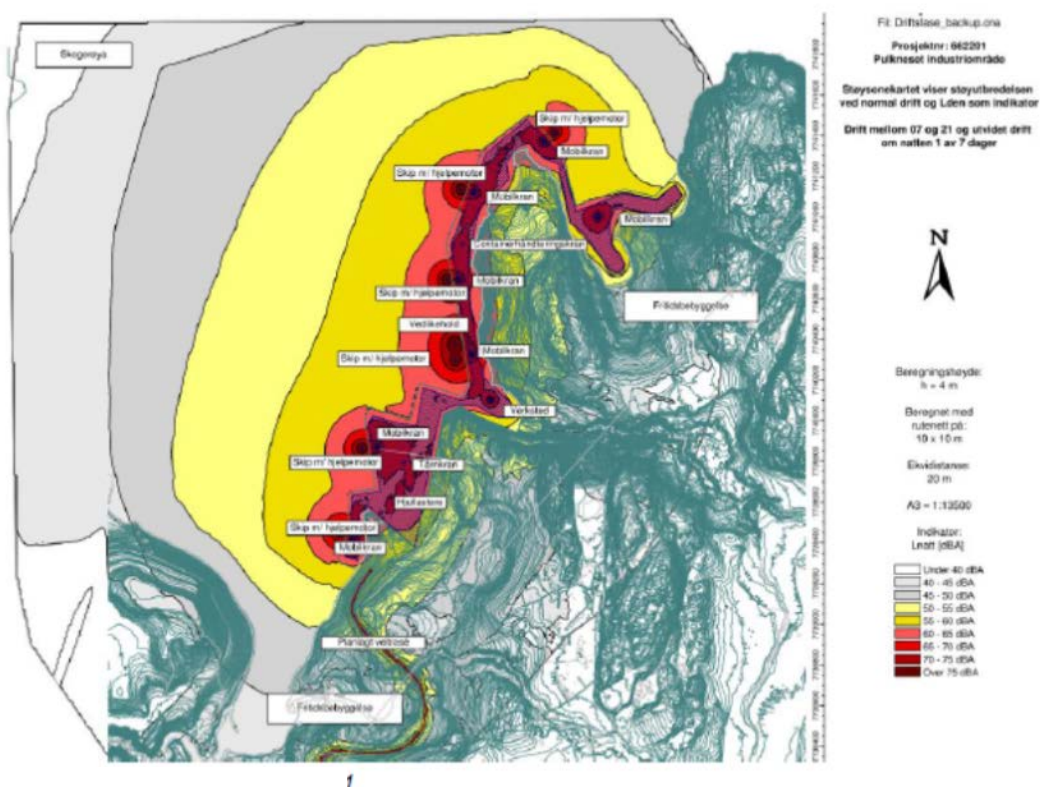 Fil: Driftsfase_backup.cna
Prosjektnr: 662201
Pulkneset industriområde
Støysonekartet viser støyutbredelsen
ved normal drift og Lden som indikator
Drift mellom 07 og 21 og utvidet drift
om natten 1 av 7 dager
N
Beregningshøyde:
h = 4 m
Beregnet med
rutenett på:
10 x 10 m
Ekvidistanse:
20 m
A3 = 1:13500
Indikator:
Lnatt [dBA]
Under 40 dBA
40 - 45 dBA
45 - 50 dBA
50 - 55 dBA
55 - 60 dBA
60 - 65 dBA
65 - 70 dBA
70 - 75 dBA
Over 75 dBA
Skogerøya
Skip m/ hjelpemotor
Mobilkran
Skip m/ hjelpemotor
Mobilkran
Mobilkran
Containerhåndteringskran
Mobilkran
Skip m/ hjelpemotor
Fritidsbebyggelse
Vedlikehold
Mobilkran
Skip m/ hjelpemotor
Verksted
Mobilkran
Skip m/ hjelpemotor
Tårnkran
Hjullastere
Skip m/ hjelpemotor
Mobilkran
Planlagt veitrasé
Fritidsbebyggelse
1